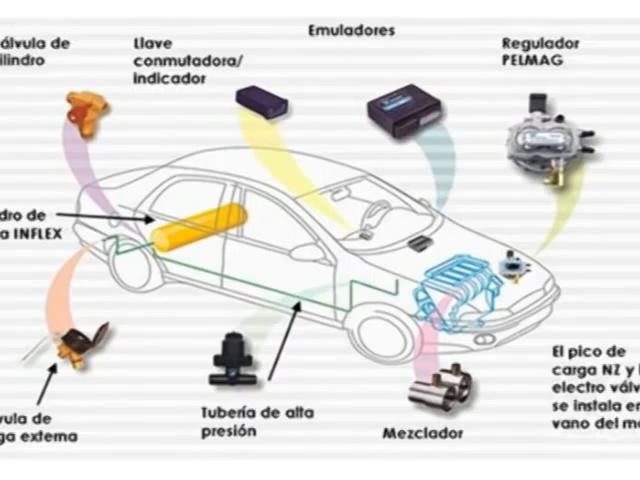 álvula de
ilindro
Llave
conmutadora/
indicador
Emuladores
Regulador
PELMAG
dro de
a INFLEX
vula de
ga externa
Tubería de alta
presión
Mezclador
El pico de
carga NZ y l
electro válv
se instala en
vano del m